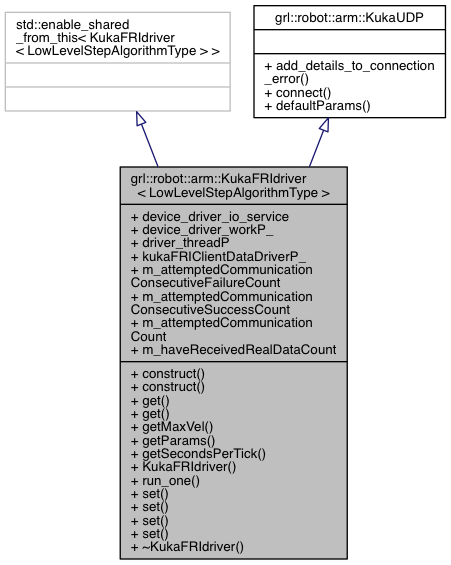 std::enable_shared
_from_this< KukaFRIdriver
< LowLevelStepAlgorithmType > >
grl::robot::arm::KukaUDP
+ add_details_to_connection
_error()
+ connect()
+ defaultParams()
grl::robot::arm::KukaFRIdriver
< LowLevelStepAlgorithmType >
+ device_driver_io_service
+ device_driver_workP_
+ driver_threadP
+ kukaFRIClientDataDriverP_
+ m_attemptedCommunication
ConsecutiveFailureCount
+ m_attemptedCommunication
ConsecutiveSuccessCount
+ m_attemptedCommunication
Count
+ m_haveReceivedRealDataCount
+ construct()
+ construct()
+ get()
+ get()
+ getMaxVel()
+ getParams()
+ getSecondsPerTick()
+ KukaFRIdriver()
+ run_one()
+ set()
+ set()
+ set()
+ set()
+ ~KukaFRIdriver()